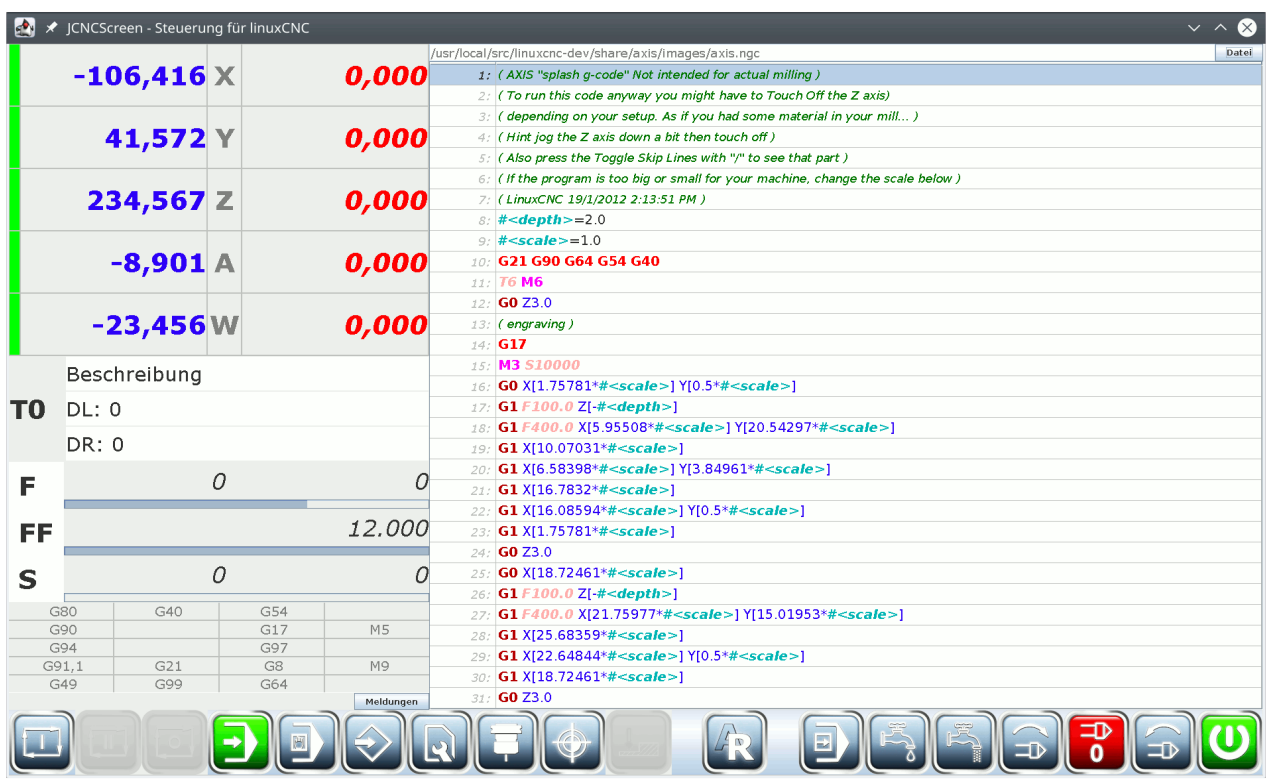 JCNCScreen - Steuerung für linuxCNC
-106,416 X 0,000
41,572 Y 0,000
234,567 Z 0,000
-8,901 A 0,000
-23,456 W 0,000
T0
Beschreibung
DL: 0
DR: 0
F 0 0
FF 12.000
S 0 0
G80 G40 G54
G90 G17 M5
G94 G97
G91,1 G21 G8 M9
G49 G99 G64
Meldungen
/usr/local/src/linuxcnc-dev/share/axis/images/axis.ngc Datei
1: ( AXIS "splash g-code" Not intended for actual milling )
2: ( To run this code anyway you might have to Touch Off the Z axis)
3: ( depending on your setup. As if you had some material in your mill... )
4: ( Hint jog the Z axis down a bit then touch off )
5: ( Also press the Toggle Skip Lines with "/" to see that part )
6: ( If the program is too big or small for your machine, change the scale below )
7: ( LinuxCNC 19/1/2012 2:13:51 PM )
8: #<depth>=2.0
9: #<scale>=1.0
10: G21 G90 G64 G54 G40
11: T6 M6
12: G0 Z3.0
13: ( engraving )
14: G17
15: M3 S10000
16: G0 X[1.75781*#<scale>] Y[0.5*#<scale>]
17: G1 F100.0 Z[-#<depth>]
18: G1 F400.0 X[5.95508*#<scale>] Y[20.54297*#<scale>]
19: G1 X[10.07031*#<scale>]
20: G1 X[6.58398*#<scale>] Y[3.84961*#<scale>]
21: G1 X[16.7832*#<scale>]
22: G1 X[16.08594*#<scale>] Y[0.5*#<scale>]
23: G1 X[1.75781*#<scale>]
24: G0 Z3.0
25: G0 X[18.72461*#<scale>]
26: G1 F100.0 Z[-#<depth>]
27: G1 F400.0 X[21.75977*#<scale>] Y[15.01953*#<scale>]
28: G1 X[25.68359*#<scale>]
29: G1 X[22.64844*#<scale>] Y[0.5*#<scale>]
30: G1 X[18.72461*#<scale>]
31: G0 Z3.0
AR
0